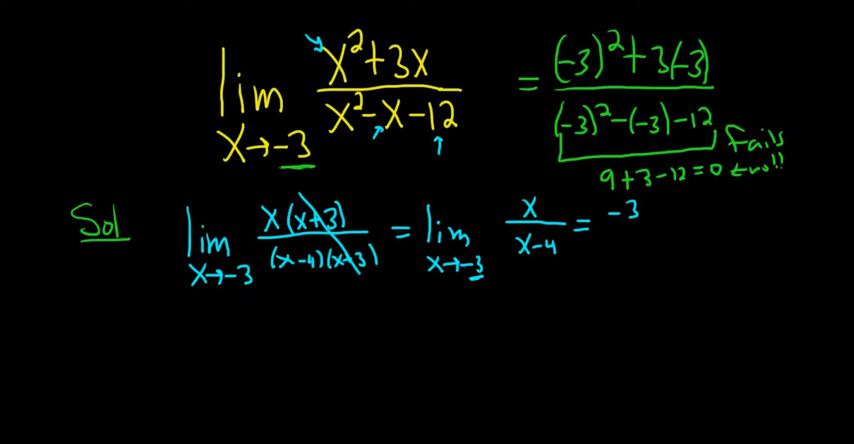 lim x→-3 (x² + 3x)/(x² - x - 12) = ((-3)² + 3(-3))/((-3)² - (-3) - 12) Fails
9 + 3 - 12 = 0 ← no!!
Sol lim x→-3 x(x+3)/((x-4)(x+3)) = lim x→-3 x/(x-4) = -3